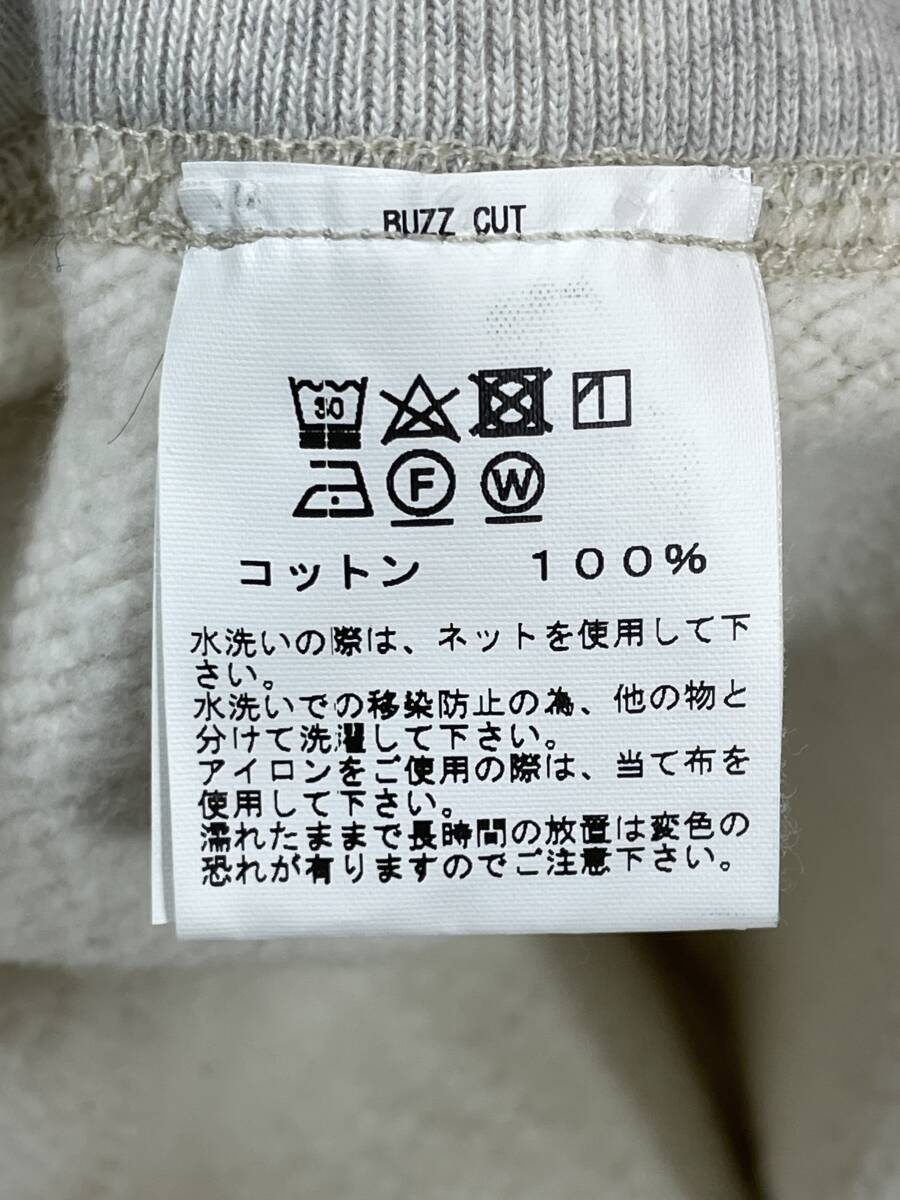 BUZZ CUT
30
F W
コットン 100%
水洗いの際は、ネットを使用して下
さい。
水洗いでの移染防止の為、他の物と
分けて洗濯して下さい。
アイロンをご使用の際は、当て布を
使用して下さい。
濡れたままで長時間の放置は変色の
恐れが有りますのでご注意下さい。